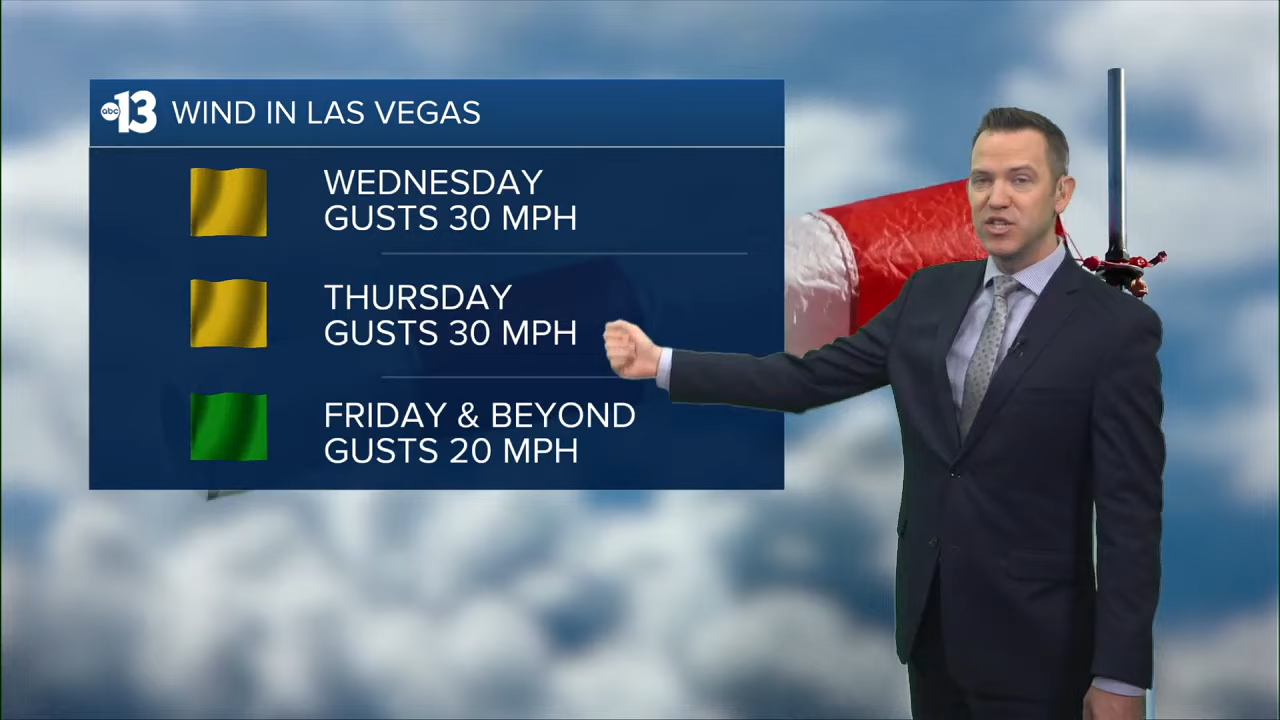 abc 13 WIND IN LAS VEGAS
WEDNESDAY
GUSTS 30 MPH
THURSDAY
GUSTS 30 MPH
FRIDAY & BEYOND
GUSTS 20 MPH